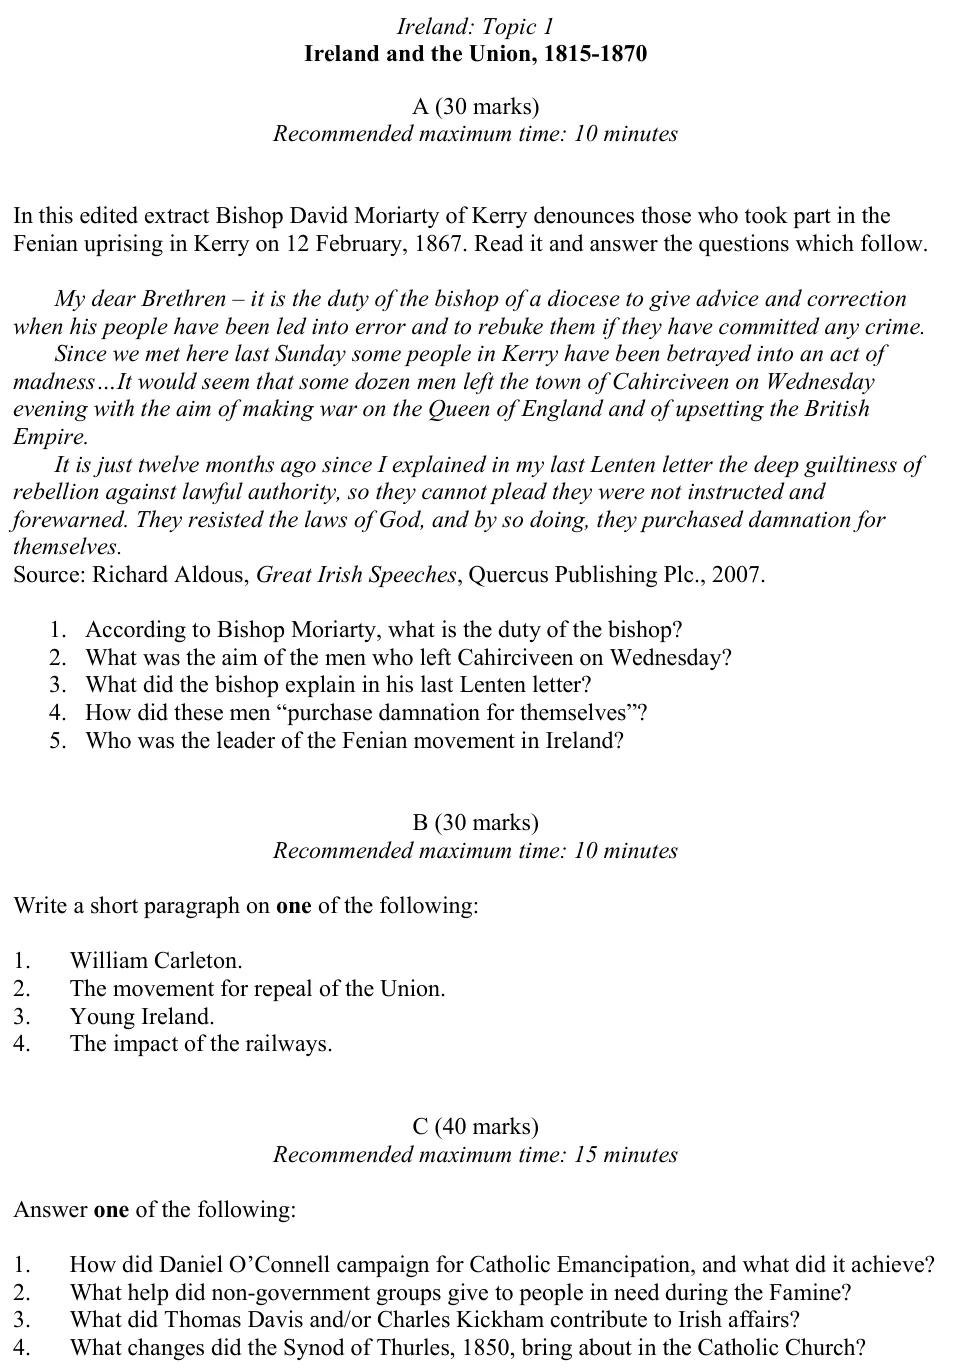 Ireland: Topic 1
Ireland and the Union, 1815-1870
A (30 marks)
Recommended maximum time: 10 minutes
In this edited extract Bishop David Moriarty of Kerry denounces those who took part in the
Fenian uprising in Kerry on 12 February, 1867. Read it and answer the questions which follow.
My dear Brethren – it is the duty of the bishop of a diocese to give advice and correction
when his people have been led into error and to rebuke them if they have committed any crime.
Since we met here last Sunday some people in Kerry have been betrayed into an act of
madness…It would seem that some dozen men left the town of Cahirciveen on Wednesday
evening with the aim of making war on the Queen of England and of upsetting the British
Empire.
It is just twelve months ago since I explained in my last Lenten letter the deep guiltiness of
rebellion against lawful authority, so they cannot plead they were not instructed and
forewarned. They resisted the laws of God, and by so doing, they purchased damnation for
themselves.
Source: Richard Aldous, Great Irish Speeches, Quercus Publishing Plc., 2007.
1. According to Bishop Moriarty, what is the duty of the bishop?
2. What was the aim of the men who left Cahirciveen on Wednesday?
3. What did the bishop explain in his last Lenten letter?
4. How did these men “purchase damnation for themselves”?
5. Who was the leader of the Fenian movement in Ireland?
B (30 marks)
Recommended maximum time: 10 minutes
Write a short paragraph on one of the following:
1. William Carleton.
2. The movement for repeal of the Union.
3. Young Ireland.
4. The impact of the railways.
C (40 marks)
Recommended maximum time: 15 minutes
Answer one of the following:
1. How did Daniel O’Connell campaign for Catholic Emancipation, and what did it achieve?
2. What help did non-government groups give to people in need during the Famine?
3. What did Thomas Davis and/or Charles Kickham contribute to Irish affairs?
4. What changes did the Synod of Thurles, 1850, bring about in the Catholic Church?